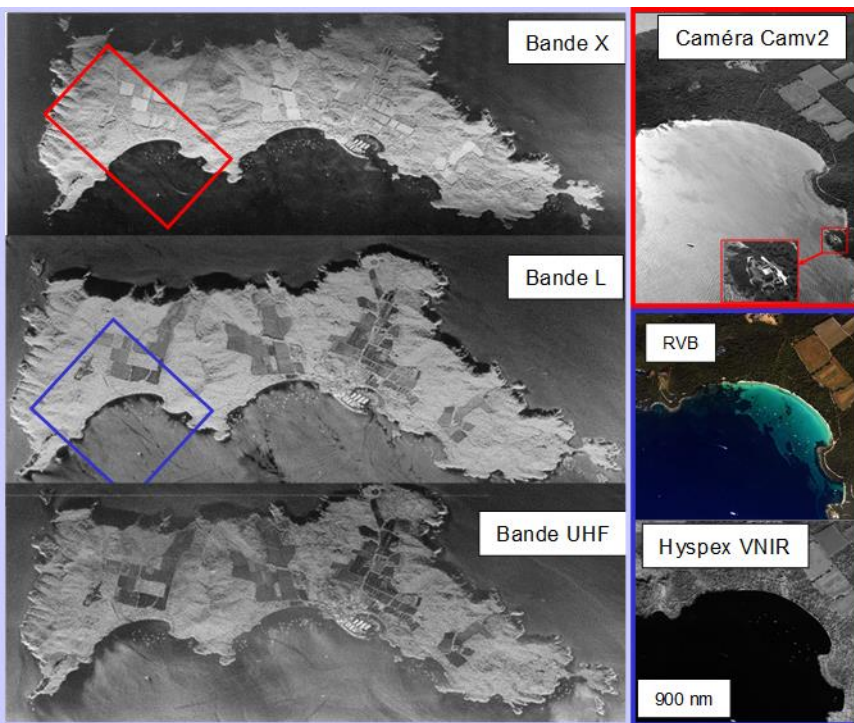 Bande X
Bande L
Bande UHF
Caméra Camv2
RVB
Hyspex VNIR
900 nm